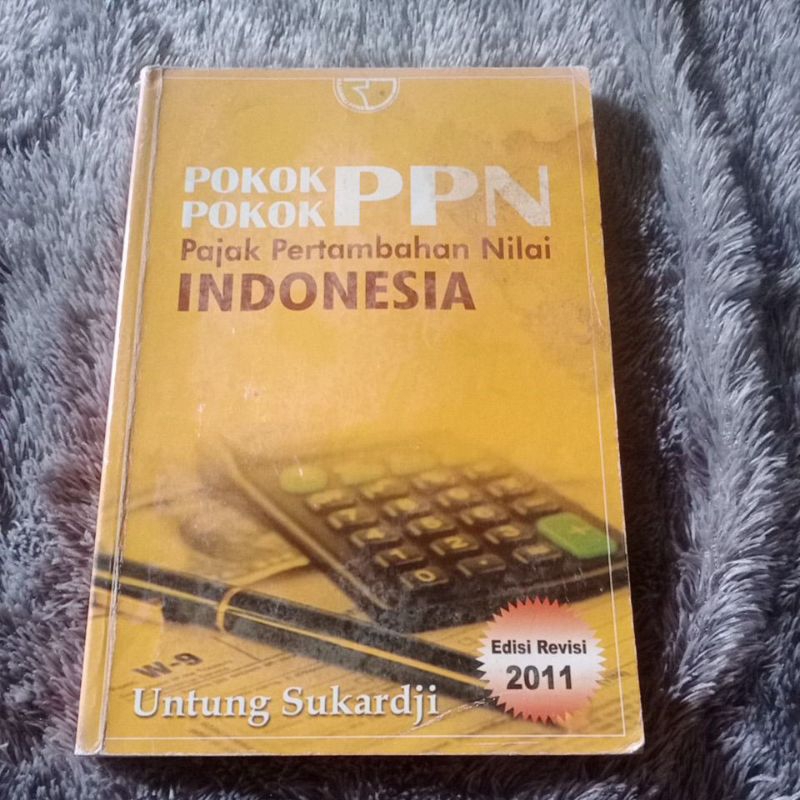 POKOK
POKOK PPN
Pajak Pertambahan Nilai
INDONESIA
W-9
Untung Sukardji
Edisi Revisi
2011